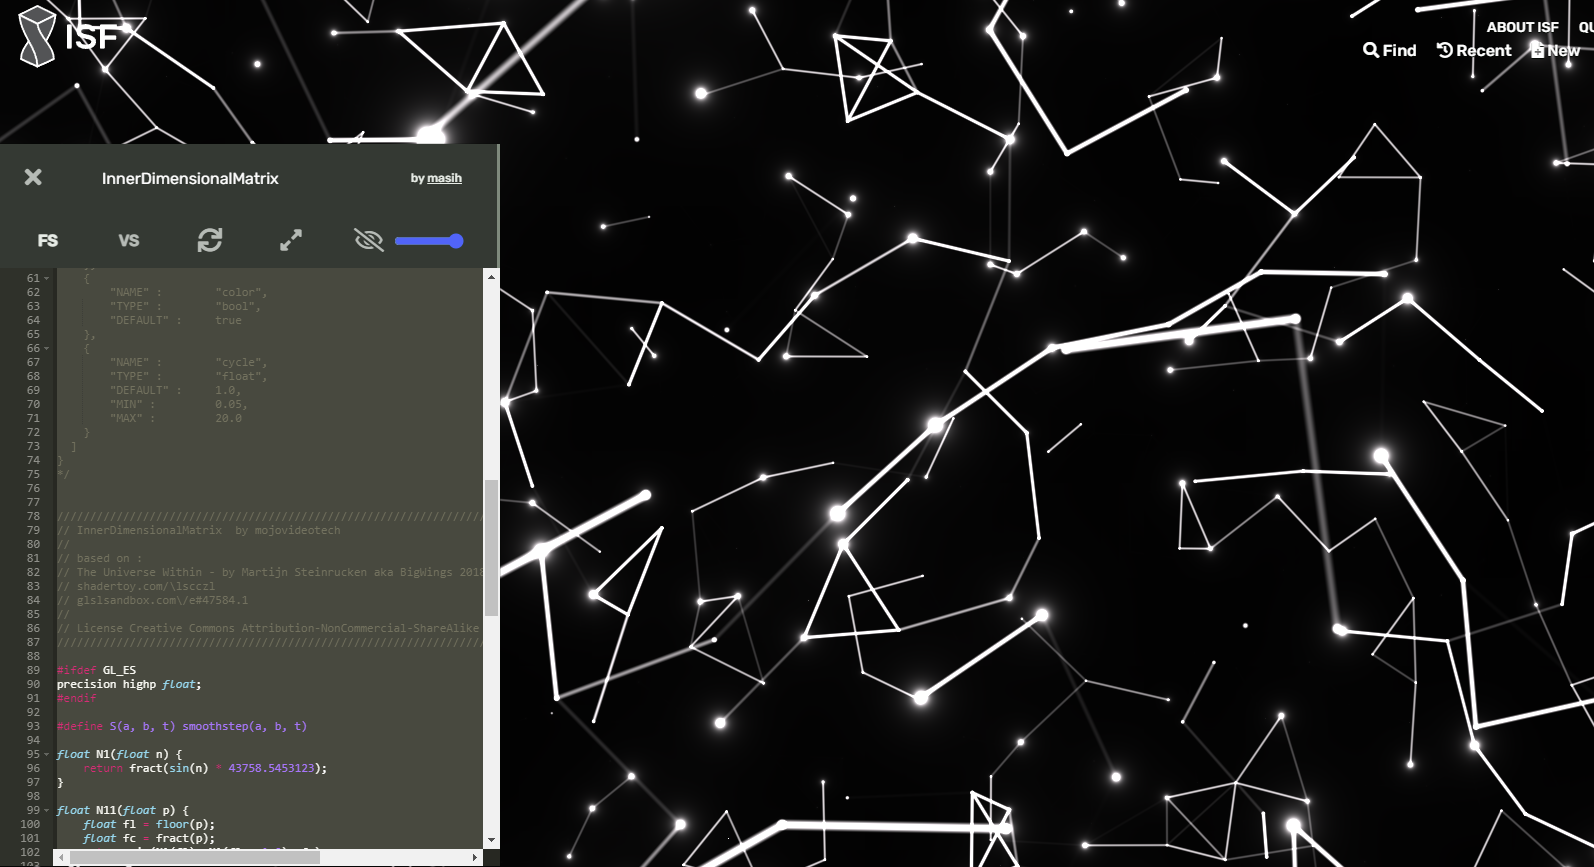 ISF
ABOUT ISF
Find Recent New
InnerDimensionalMatrix by masih
FS VS
61 {
62 "NAME" : "color",
63 "TYPE" : "bool",
64 "DEFAULT" : true
65 },
66 {
67 "NAME" : "cycle",
68 "TYPE" : "float",
69 "DEFAULT" : 1.0,
70 "MIN" : 0.05,
71 "MAX" : 20.0
72 }
73 ]
74 }
75 */
76
77
78 /////////////////////////////////////////////////////////////////
79 // InnerDimensionalMatrix by mojovideotech
80 //
81 // based on :
82 // The Universe Within - by Martijn Steinrucken aka BigWings 2018
83 // shadertoy.com/\lscczl
84 // glslsandbox.com\/e#47584.1
85 //
86 // License Creative Commons Attribution-NonCommercial-ShareAlike
87 /////////////////////////////////////////////////////////////////
88
89 #ifdef GL_ES
90 precision highp float;
91 #endif
92
93 #define S(a, b, t) smoothstep(a, b, t)
94
95 float N1(float n) {
96 return fract(sin(n) * 43758.5453123);
97 }
98
99 float N11(float p) {
100 float fl = floor(p);
101 float fc = fract(p);
102